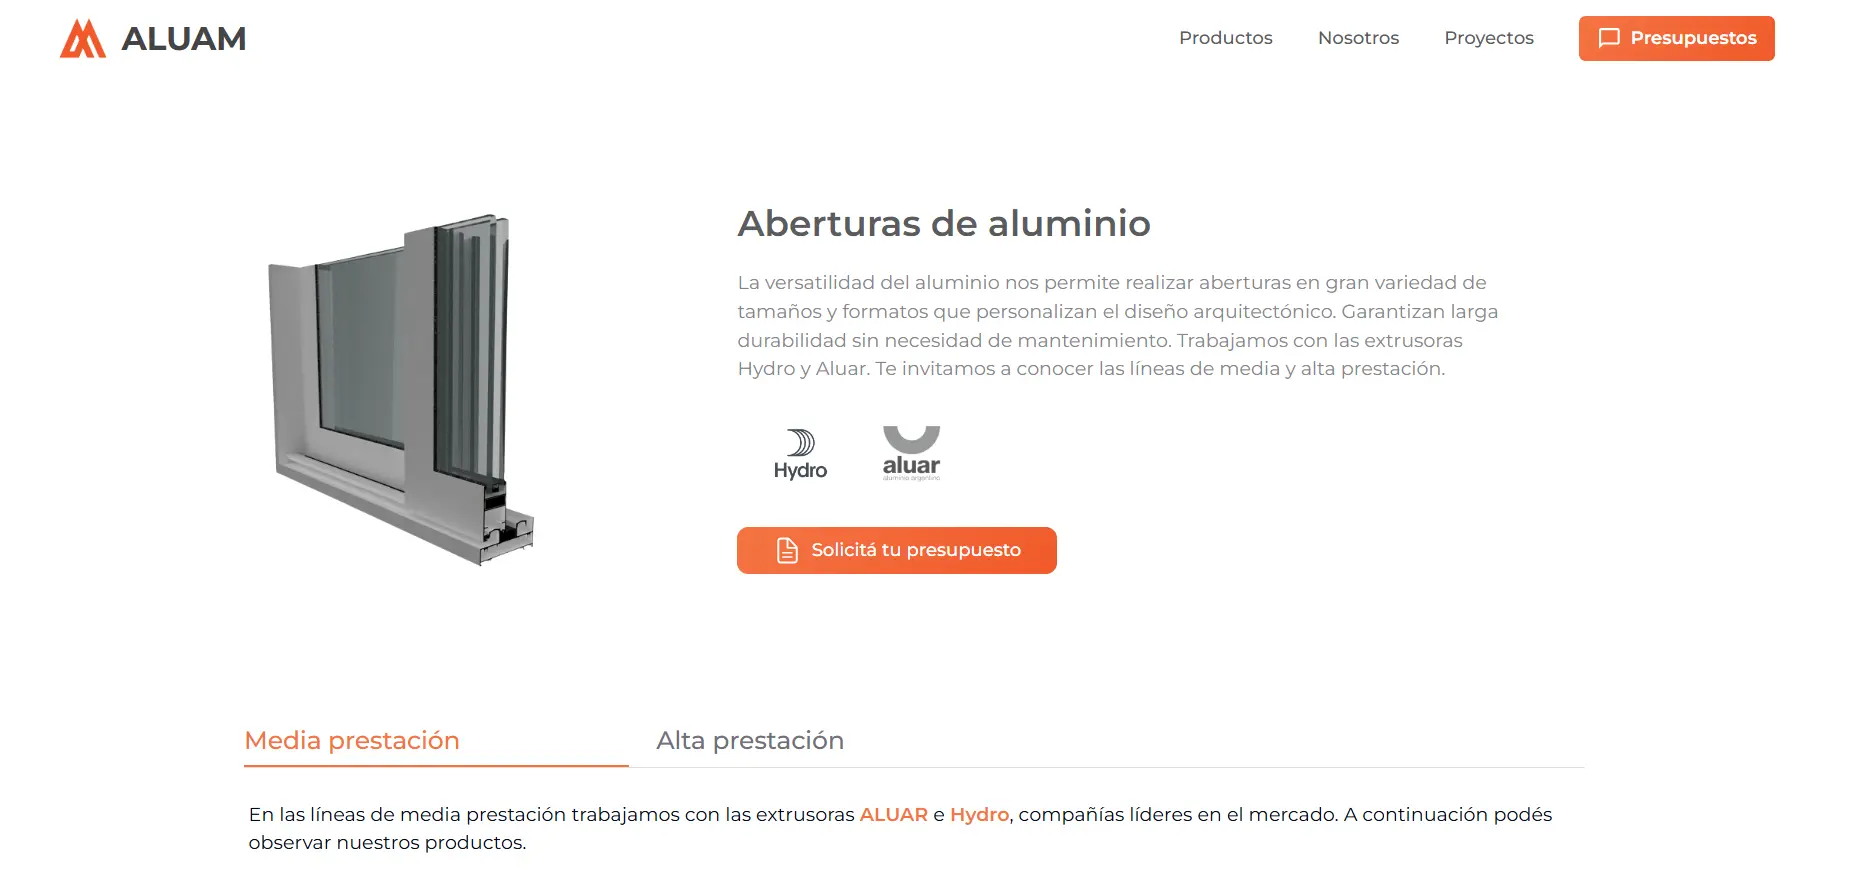 ALUAM
Productos
Nosotros
Proyectos
Presupuestos
Aberturas de aluminio
La versatilidad del aluminio nos permite realizar aberturas en gran variedad de
tamaños y formatos que personalizan el diseño arquitectónico. Garantizan larga
durabilidad sin necesidad de mantenimiento. Trabajamos con las extrusoras
Hydro y Aluar. Te invitamos a conocer las líneas de media y alta prestación.
Hydro
aluar
aluminio argentino
Solicitá tu presupuesto
Media prestación
Alta prestación
En las líneas de media prestación trabajamos con las extrusoras ALUAR e Hydro, compañías líderes en el mercado. A continuación podés
observar nuestros productos.